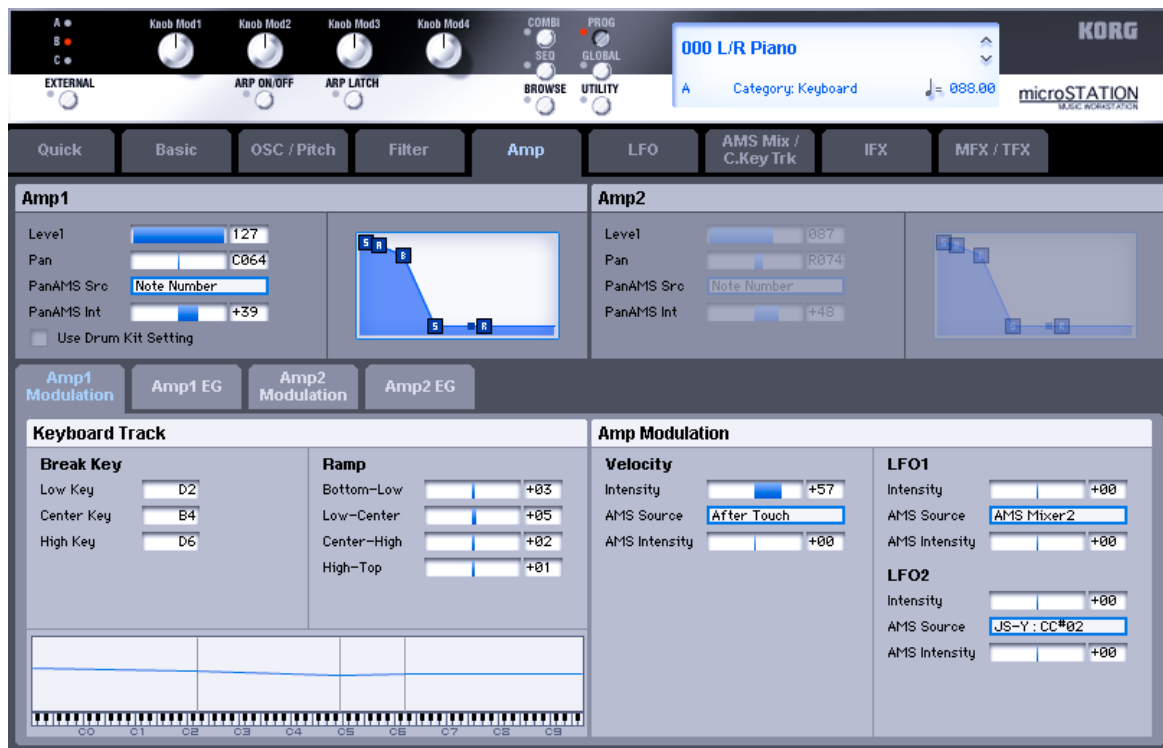 A
B
C
Knob Mod1 Knob Mod2 Knob Mod3 Knob Mod4
COMBI PROG
SEQ GLOBAL
EXTERNAL ARP ON/OFF ARP LATCH
BROWSE UTILITY
000 L/R Piano
A Category: Keyboard = 088.00
KORG
microSTATION
MUSIC WORKSTATION
Quick Basic OSC / Pitch Filter Amp LFO AMS Mix / C.Key Trk IFX MFX / TFX
Amp1
Level 127
Pan C064
PanAMS Src Note Number
PanAMS Int +39
Use Drum Kit Setting
S A B S R
Amp2
Level 087
Pan R074
PanAMS Src Note Number
PanAMS Int +48
S A B S R
Amp1 Modulation Amp1 EG Amp2 Modulation Amp2 EG
Keyboard Track
Break Key
Low Key D2
Center Key B4
High Key D6
Ramp
Bottom-Low +03
Low-Center +05
Center-High +02
High-Top +01
C0 C1 C2 C3 C4 C5 C6 C7 C8 C9
Amp Modulation
Velocity
Intensity +57
AMS Source After Touch
AMS Intensity +00
LFO1
Intensity +00
AMS Source AMS Mixer2
AMS Intensity +00
LFO2
Intensity +00
AMS Source JS-Y : CC#02
AMS Intensity +00